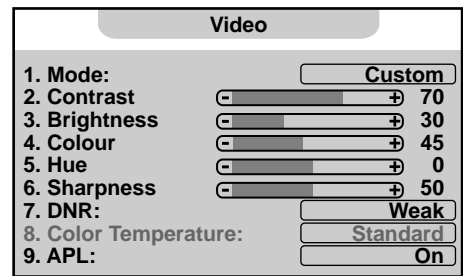 Video
1. Mode: Custom
2. Contrast - + 70
3. Brightness - + 30
4. Colour - + 45
5. Hue - + 0
6. Sharpness - + 50
7. DNR: Weak
8. Color Temperature: Standard
9. APL: On